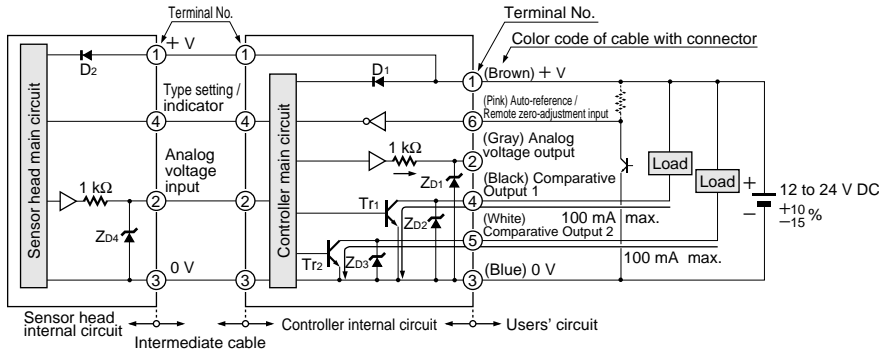 Terminal No.
Terminal No.
Color code of cable with connector
+ V
1
1
D2
D1
1
(Brown) + V
Type setting / indicator
4
4
6
(Pink) Auto-reference / Remote zero-adjustment input
Sensor head main circuit
Controller main circuit
1 kΩ
2
(Gray) Analog voltage output
Load
Load
Analog voltage input
1 kΩ
2
2
ZD1
(Black) Comparative Output 1
4
Tr1
ZD2
100 mA max.
+
−
12 to 24 V DC
+10
−15 %
ZD4
(White) Comparative Output 2
5
Tr2
ZD3
100 mA max.
0 V
3
3
3
(Blue) 0 V
Sensor head internal circuit
Intermediate cable
Controller internal circuit
Users' circuit